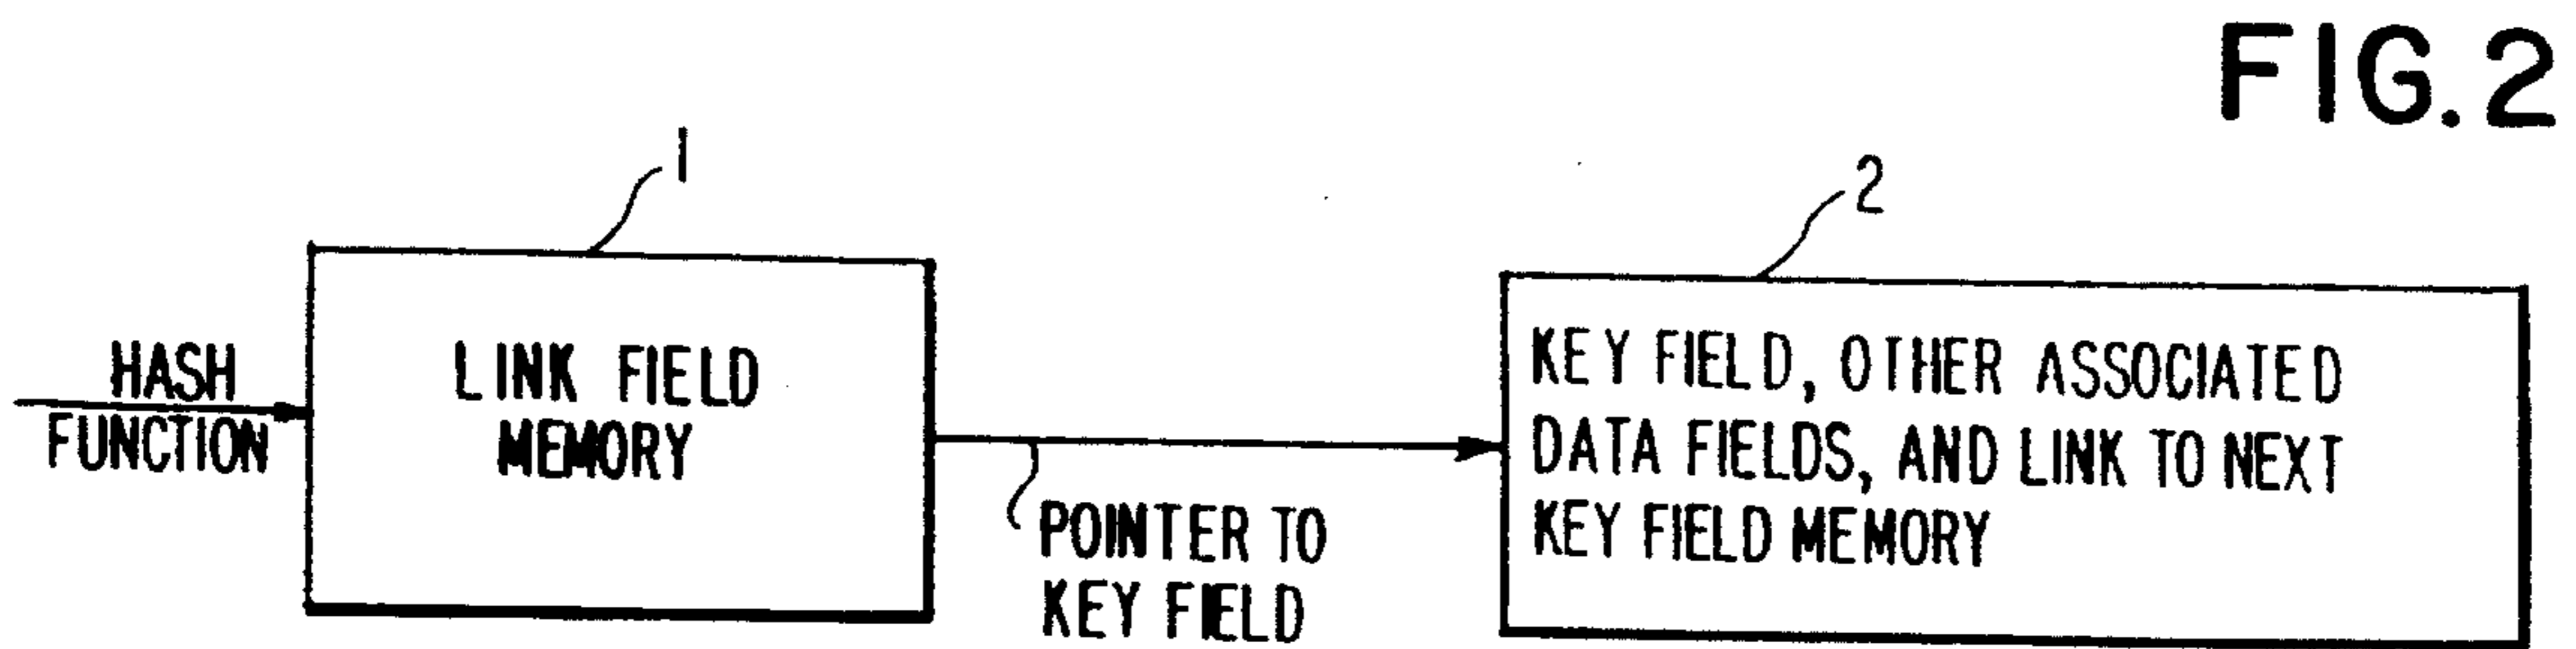 FIG.2
1
2
HASH
FUNCTION
LINK FIELD
MEMORY
POINTER TO
KEY FIELD
KEY FIELD, OTHER ASSOCIATED
DATA FIELDS, AND LINK TO NEXT
KEY FIELD MEMORY